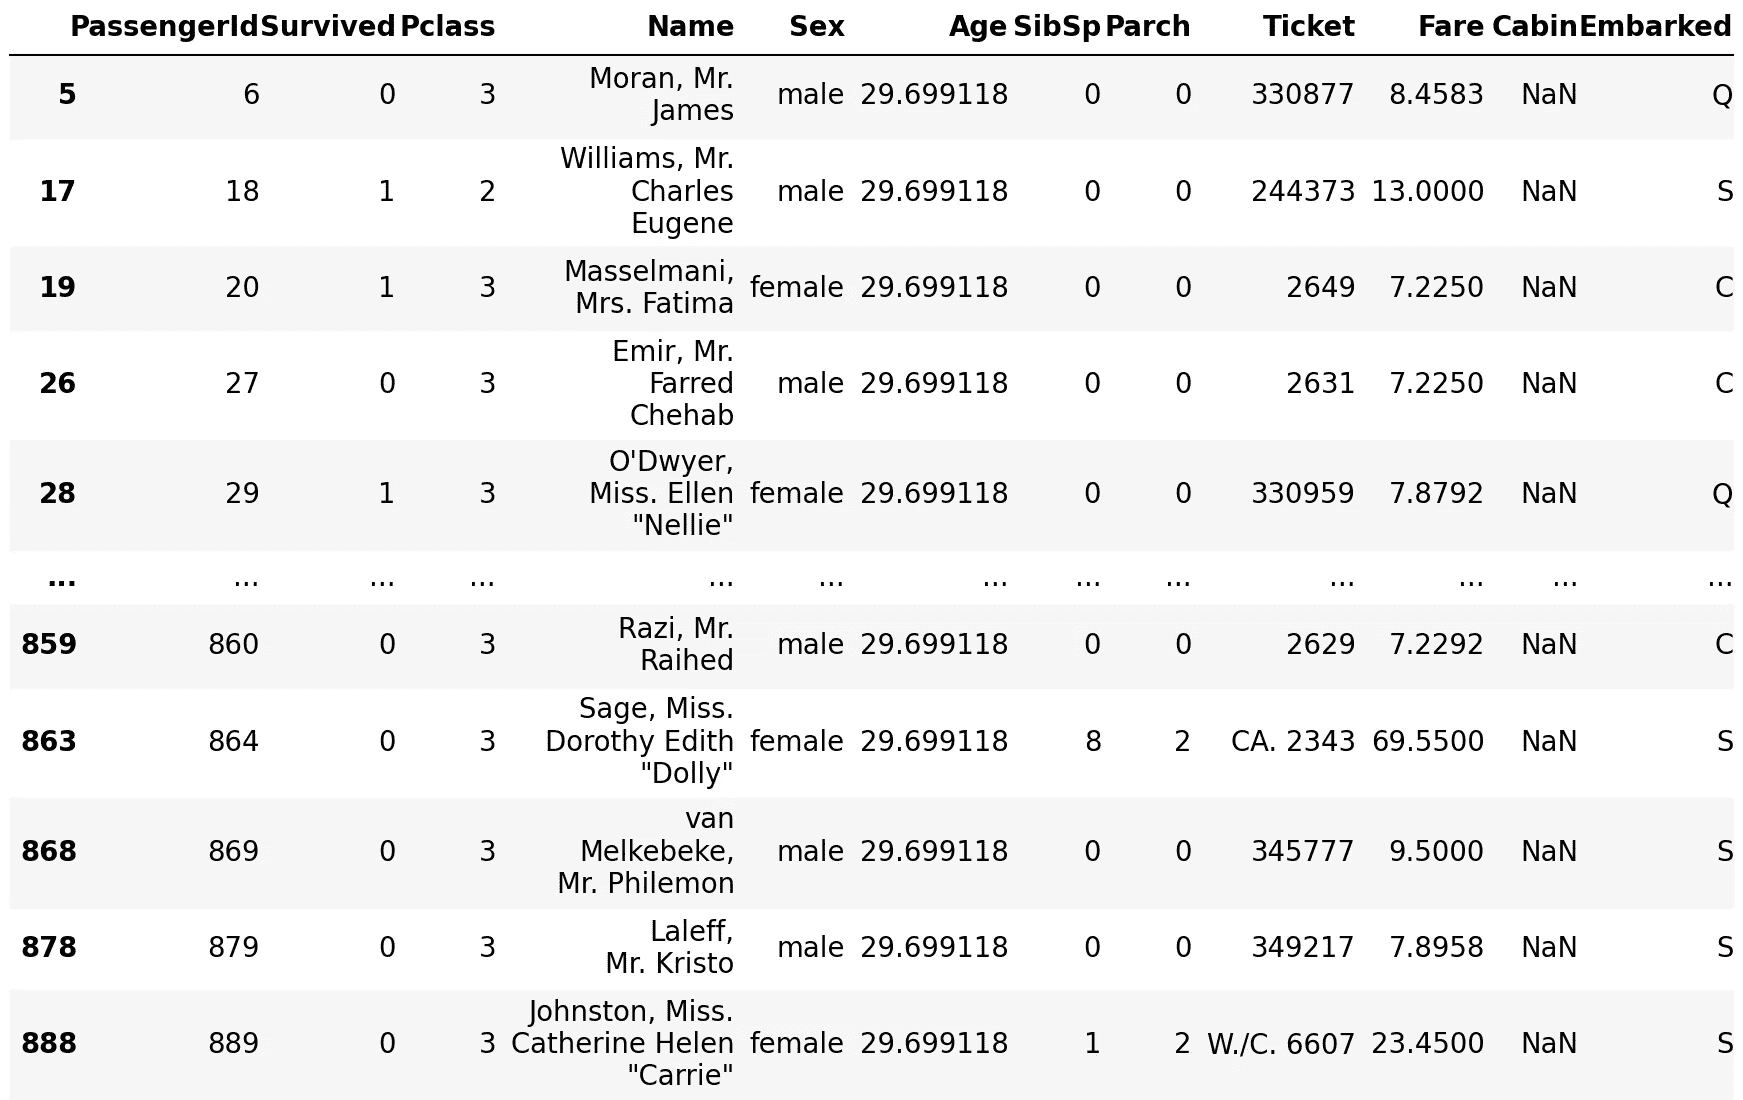 PassengerId Survived Pclass Name Sex Age SibSp Parch Ticket Fare Cabin Embarked
5 6 0 3 Moran, Mr. James male 29.699118 0 0 330877 8.4583 NaN Q
17 18 1 2 Williams, Mr. Charles Eugene male 29.699118 0 0 244373 13.0000 NaN S
19 20 1 3 Masselmani, Mrs. Fatima female 29.699118 0 0 2649 7.2250 NaN C
26 27 0 3 Emir, Mr. Farred Chehab male 29.699118 0 0 2631 7.2250 NaN C
28 29 1 3 O'Dwyer, Miss. Ellen "Nellie" female 29.699118 0 0 330959 7.8792 NaN Q
... ... ... ... ... ... ... ... ... ... ... ... ...
859 860 0 3 Razi, Mr. Raihed male 29.699118 0 0 2629 7.2292 NaN C
863 864 0 3 Sage, Miss. Dorothy Edith "Dolly" female 29.699118 8 2 CA. 2343 69.5500 NaN S
868 869 0 3 van Melkebeke, Mr. Philemon male 29.699118 0 0 345777 9.5000 NaN S
878 879 0 3 Laleff, Mr. Kristo male 29.699118 0 0 349217 7.8958 NaN S
888 889 0 3 Johnston, Miss. Catherine Helen "Carrie" female 29.699118 1 2 W./C. 6607 23.4500 NaN S